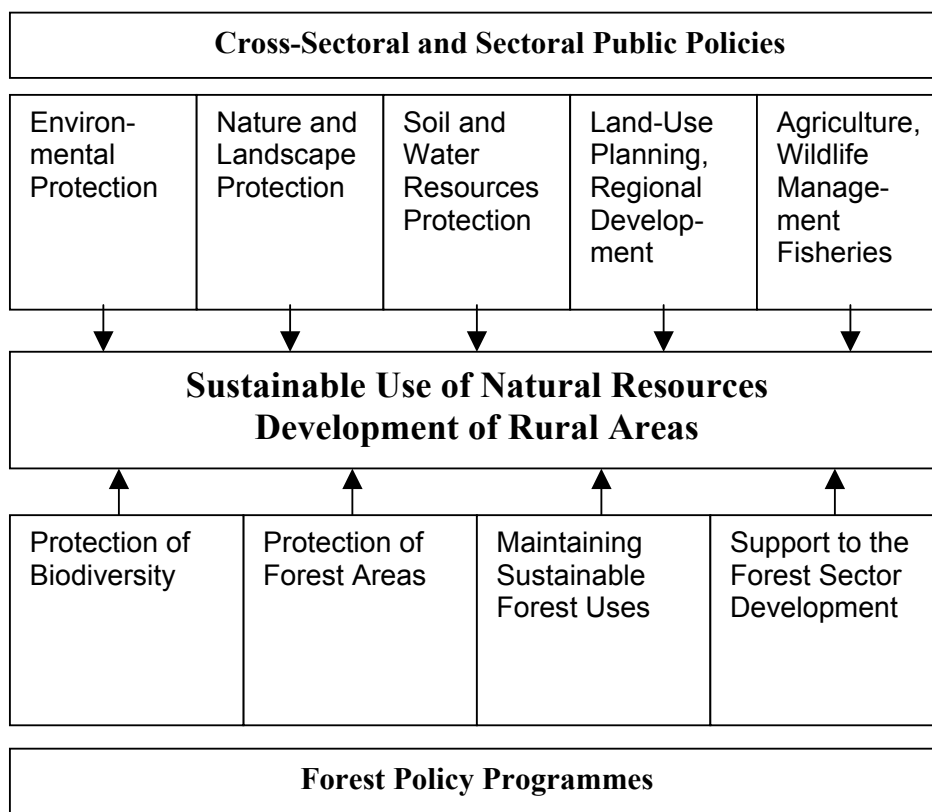 Cross-Sectoral and Sectoral Public Policies
Environ-
mental
Protection
Nature and
Landscape
Protection
Soil and
Water
Resources
Protection
Land-Use
Planning,
Regional
Develop-
ment
Agriculture,
Wildlife
Manage-
ment
Fisheries
Sustainable Use of Natural Resources
Development of Rural Areas
Protection of
Biodiversity
Protection of
Forest Areas
Maintaining
Sustainable
Forest Uses
Support to the
Forest Sector
Development
Forest Policy Programmes